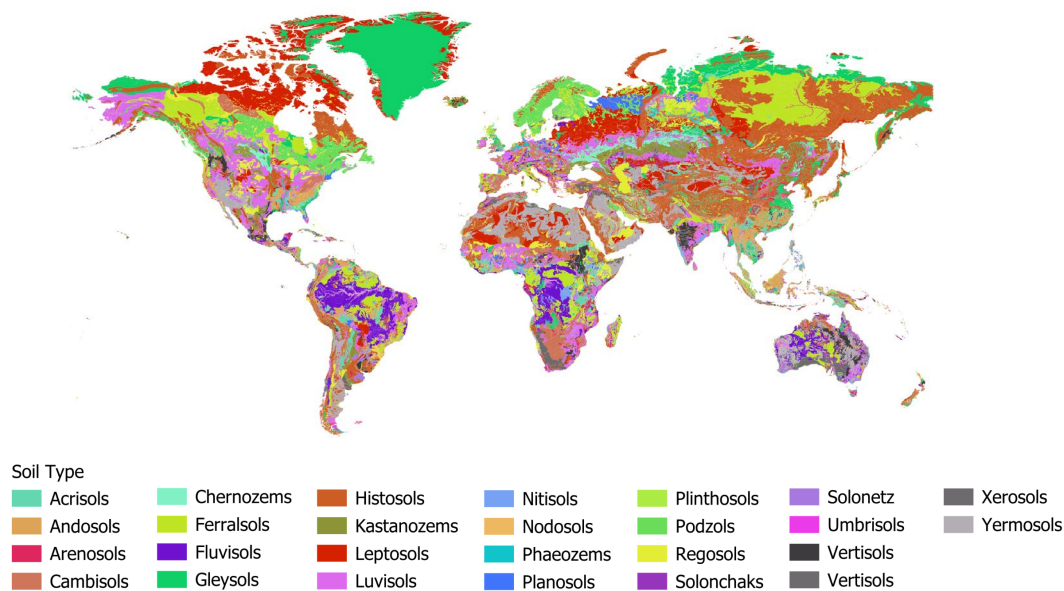 Soil Type
Acrisols
Andosols
Arenosols
Cambisols
Chernozems
Ferralsols
Fluvisols
Gleysols
Histosols
Kastanozems
Leptosols
Luvisols
Nitisols
Nodosols
Phaeozems
Planosols
Plinthosols
Podzols
Regosols
Solonchaks
Solonetz
Umbrisols
Vertisols
Vertisols
Xerosols
Yermosols